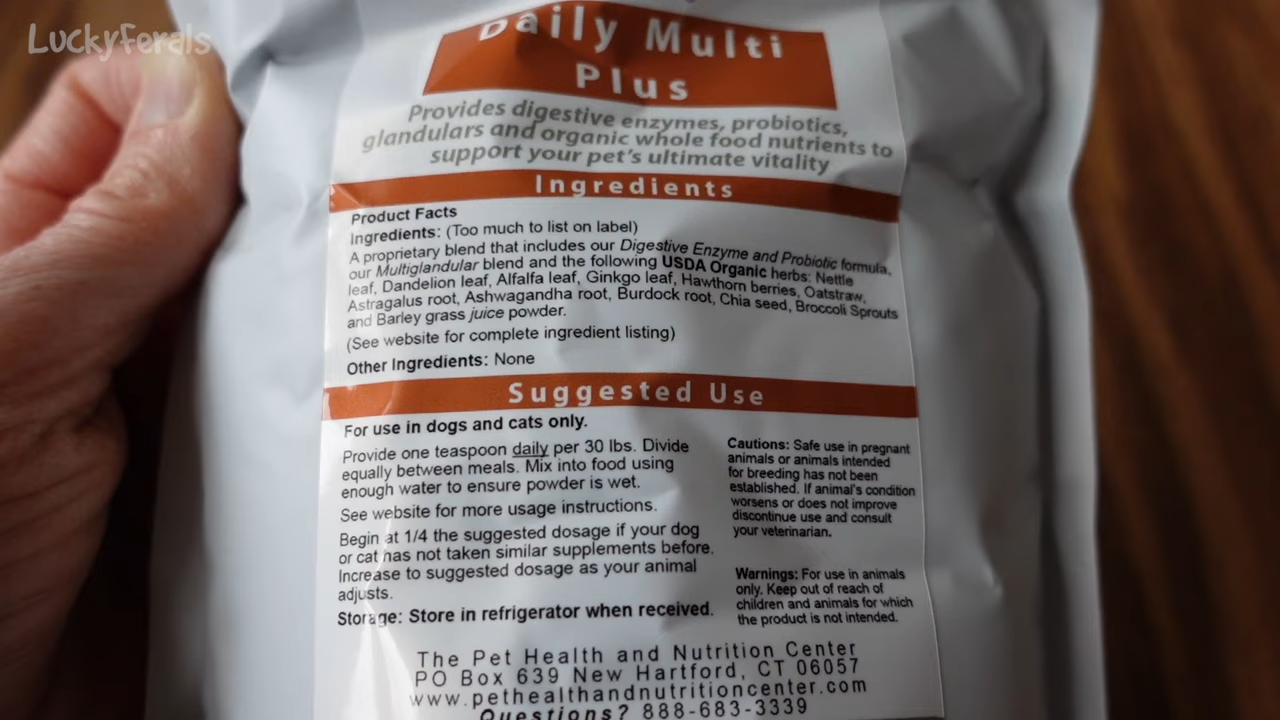 LuckyFerals
Daily Multi
Plus
Provides digestive enzymes, probiotics,
glandulars and organic whole food nutrients to
support your pet's ultimate vitality
Ingredients
Product Facts
Ingredients: (Too much to list on label)
A proprietary blend that includes our Digestive Enzyme and Probiotic formula,
our Multiglandular blend and the following USDA Organic herbs: Nettle
leaf, Dandelion leaf, Alfalfa leaf, Ginkgo leaf, Hawthorn berries, Oatstraw,
Astragalus root, Ashwagandha root, Burdock root, Chia seed, Broccoli Sprouts
and Barley grass juice powder.
(See website for complete ingredient listing)
Other Ingredients: None
Suggested Use
For use in dogs and cats only.
Provide one teaspoon daily per 30 lbs. Divide
equally between meals. Mix into food using
enough water to ensure powder is wet.
See website for more usage instructions.
Begin at 1/4 the suggested dosage if your dog
or cat has not taken similar supplements before.
Increase to suggested dosage as your animal
adjusts.
Storage: Store in refrigerator when received.
Cautions: Safe use in pregnant
animals or animals intended
for breeding has not been
established. If animal's condition
worsens or does not improve
discontinue use and consult
your veterinarian.
Warnings: For use in animals
only. Keep out of reach of
children and animals for which
the product is not intended.
The Pet Health and Nutrition Center
PO Box 639 New Hartford, CT 06057
www.pethealthandnutritioncenter.com
Questions? 888-683-3339